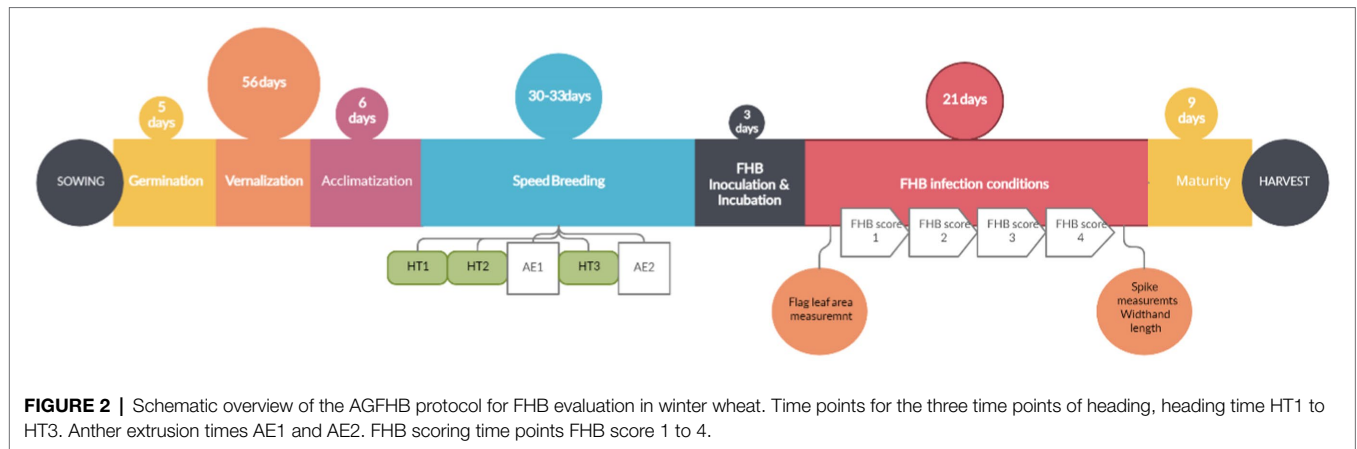 5
days
56days
6
days
30-33days
3
days
21days
9
days
SOWING
Germination
Vernalization
Acclimatization
Speed Breeding
FHB
Inoculation &
Incubation
FHB infection conditions
Maturity
HARVEST
FHB score
1
FHB score
2
FHB score
3
FHB score
4
HT1
HT2
AE1
HT3
AE2
Flag leaf area
measuremnt
Spike
measuremts
Widthand
length
FIGURE 2 | Schematic overview of the AGFHB protocol for FHB evaluation in winter wheat. Time points for the three time points of heading, heading time HT1 to
HT3. Anther extrusion times AE1 and AE2. FHB scoring time points FHB score 1 to 4.